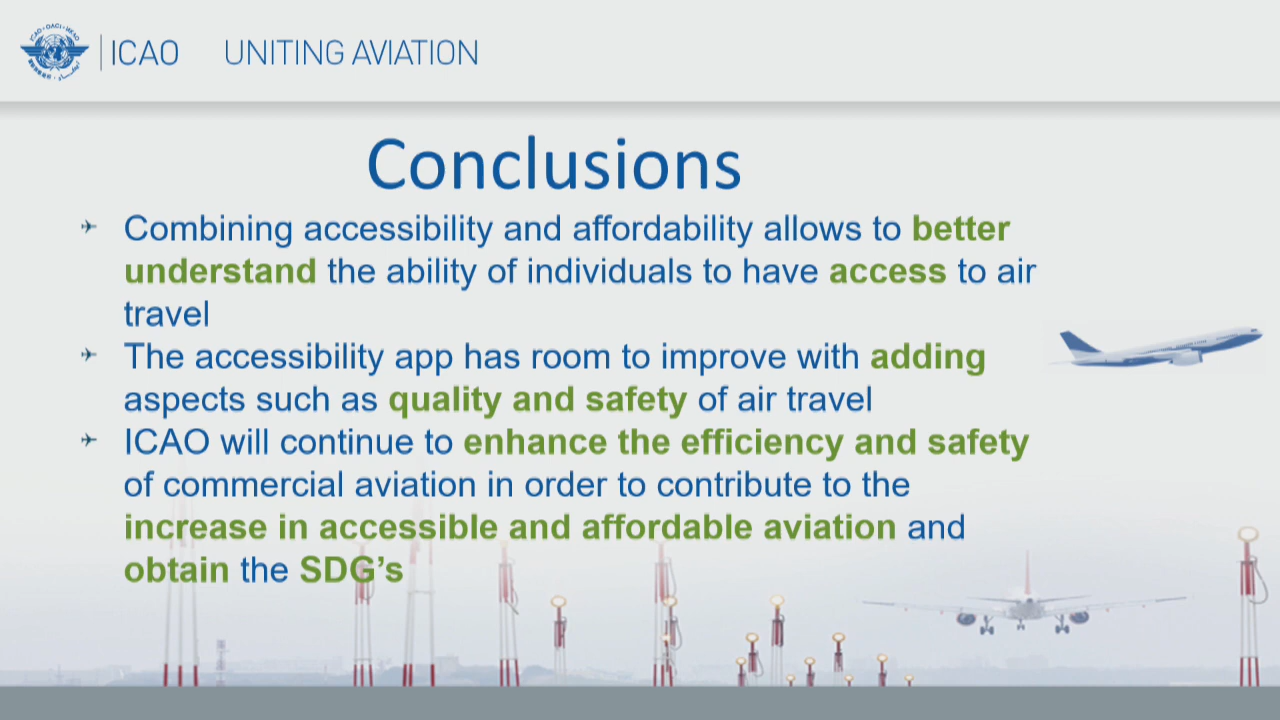 ICAO UNITING AVIATION
Conclusions
Combining accessibility and affordability allows to better
understand the ability of individuals to have access to air
travel
The accessibility app has room to improve with adding
aspects such as quality and safety of air travel
ICAO will continue to enhance the efficiency and safety
of commercial aviation in order to contribute to the
increase in accessible and affordable aviation and
obtain the SDG’s